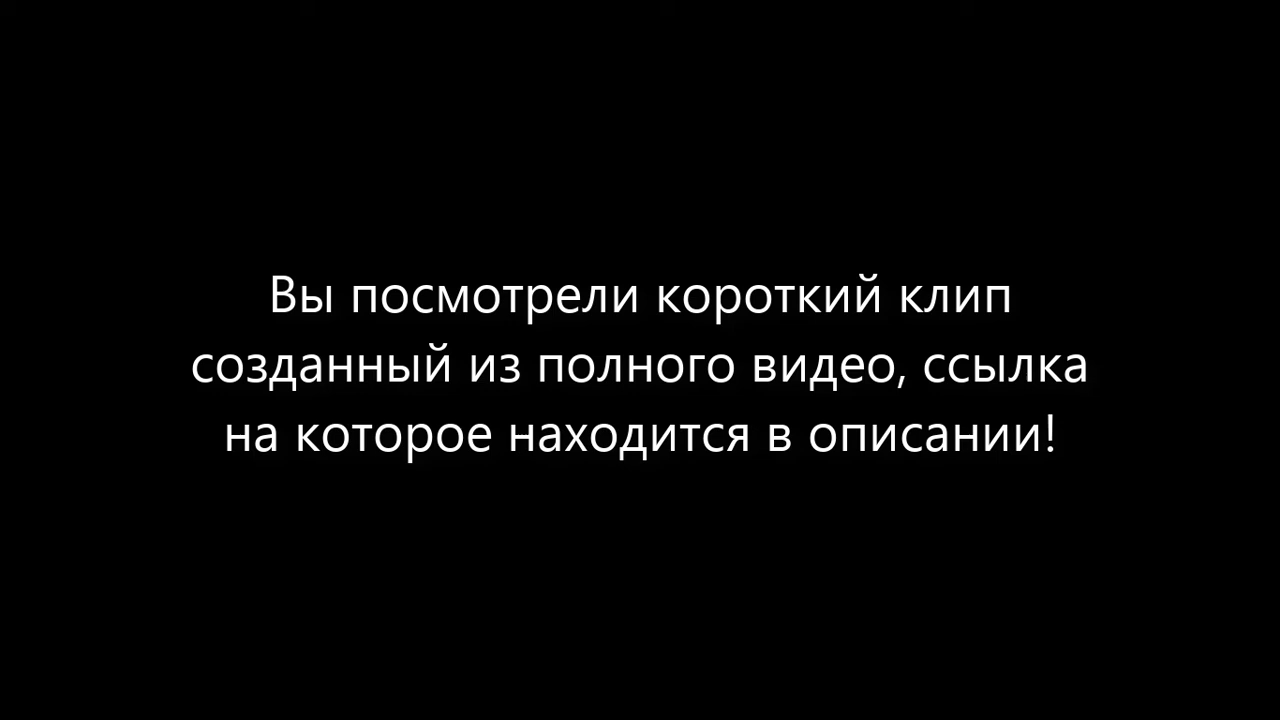 Вы посмотрели короткий клип
созданный из полного видео, ссылка
на которое находится в описании!